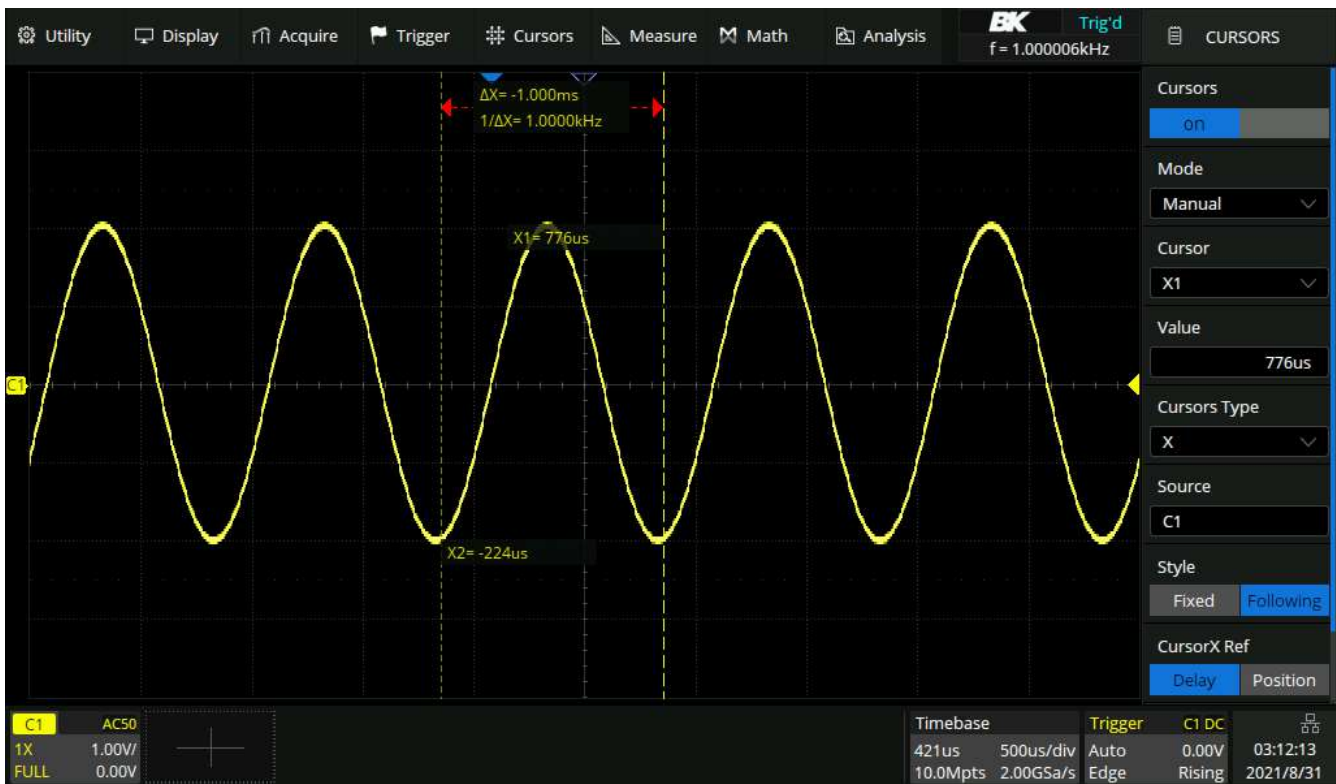 Utility Display Acquire Trigger Cursors Measure Math Analysis
BK Trig'd
f = 1.000006kHz
CURSORS
ΔX= -1.000ms
1/ΔX= 1.0000kHz
X1= 776us
X2= -224us
C1
Cursors
on
Mode
Manual
Cursor
X1
Value
776us
Cursors Type
X
Source
C1
Style
Fixed Following
CursorX Ref
Delay Position
C1 AC50
1X 1.00V/
FULL 0.00V
Timebase
421us 500us/div
10.0Mpts 2.00GSa/s
Trigger C1 DC
Auto 0.00V
Edge Rising
03:12:13
2021/8/31